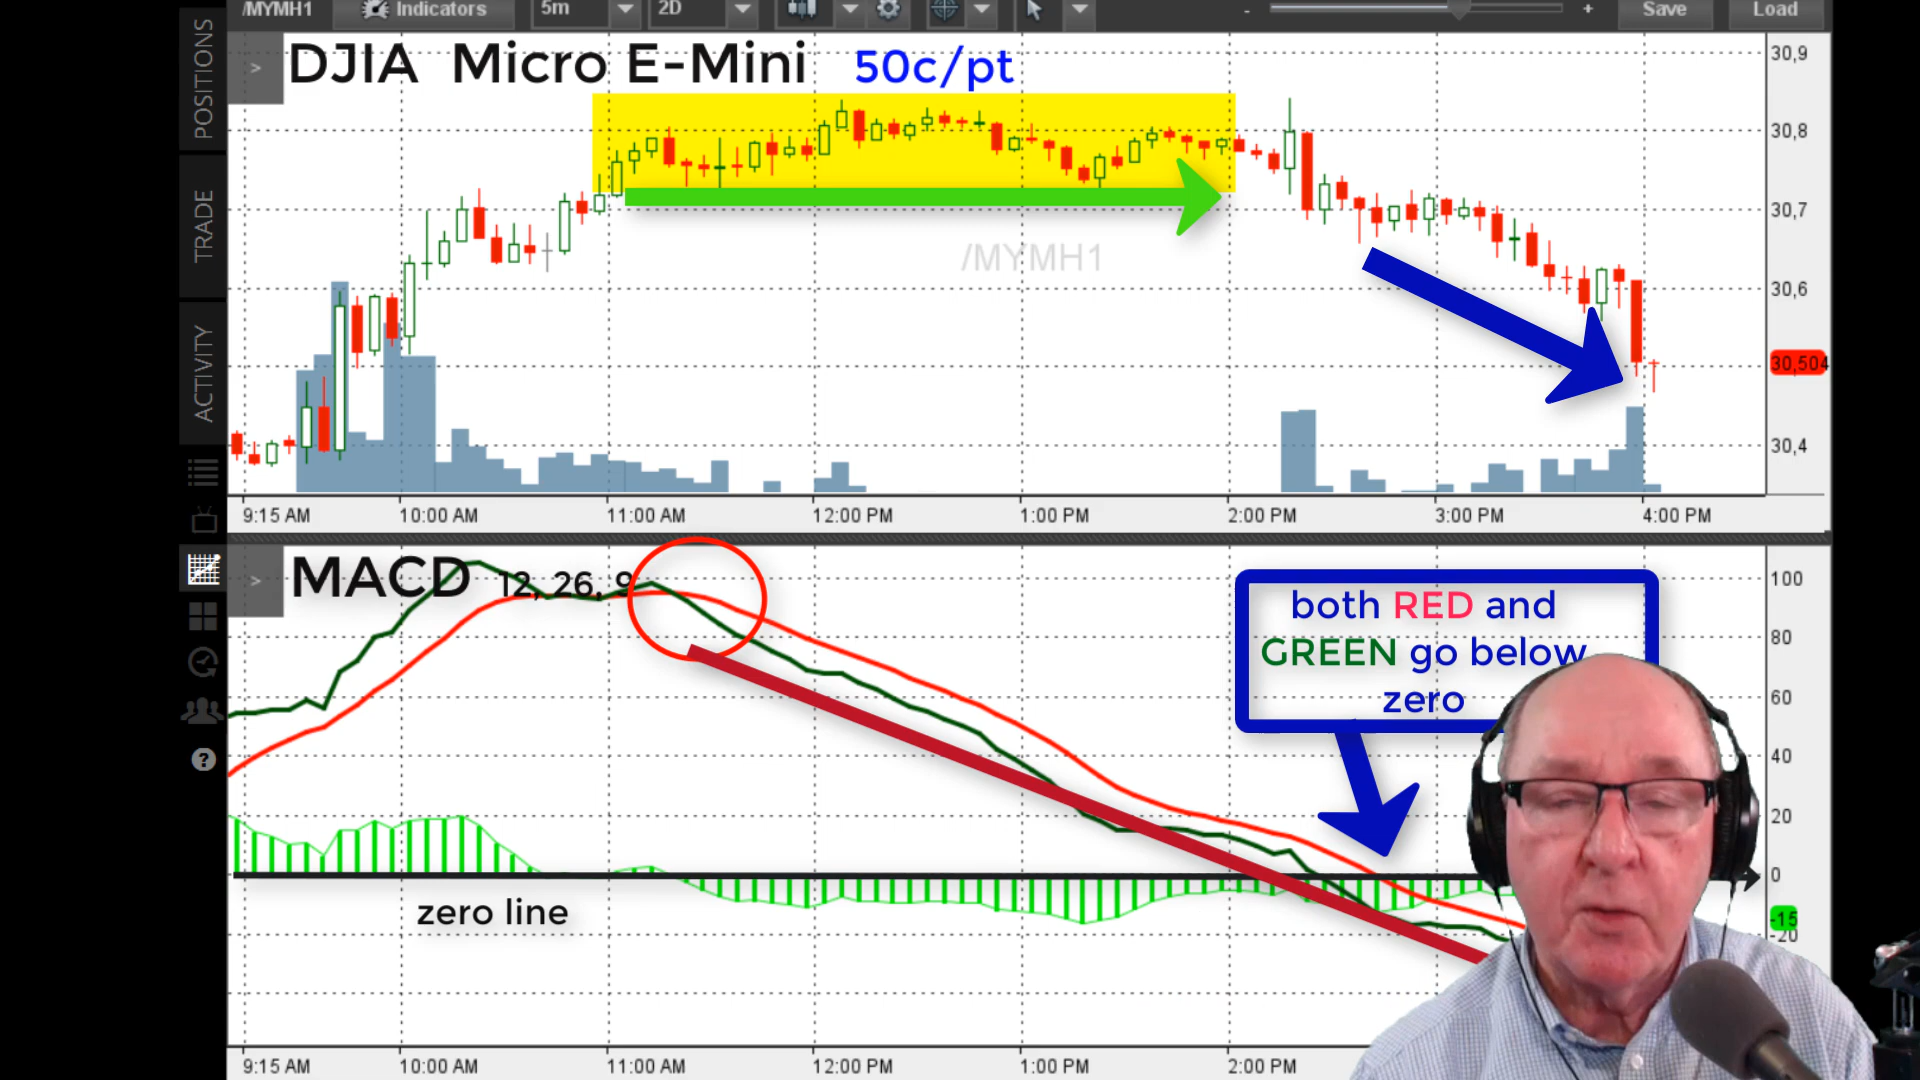 /MYMH1 Indicators 5m 2D - + Save Load
POSITIONS
TRADE
ACTIVITY
>
DJIA Micro E-Mini 50c/pt
/MYMH1
30,9
30,8
30,7
30,6
30,504
30,4
9:15 AM 10:00 AM 11:00 AM 12:00 PM 1:00 PM 2:00 PM 3:00 PM 4:00 PM
>
MACD 12, 26, 9
both RED and
GREEN go below
zero
zero line
100
80
60
40
20
0
-15
-20
?
9:15 AM 10:00 AM 11:00 AM 12:00 PM 1:00 PM 2:00 PM